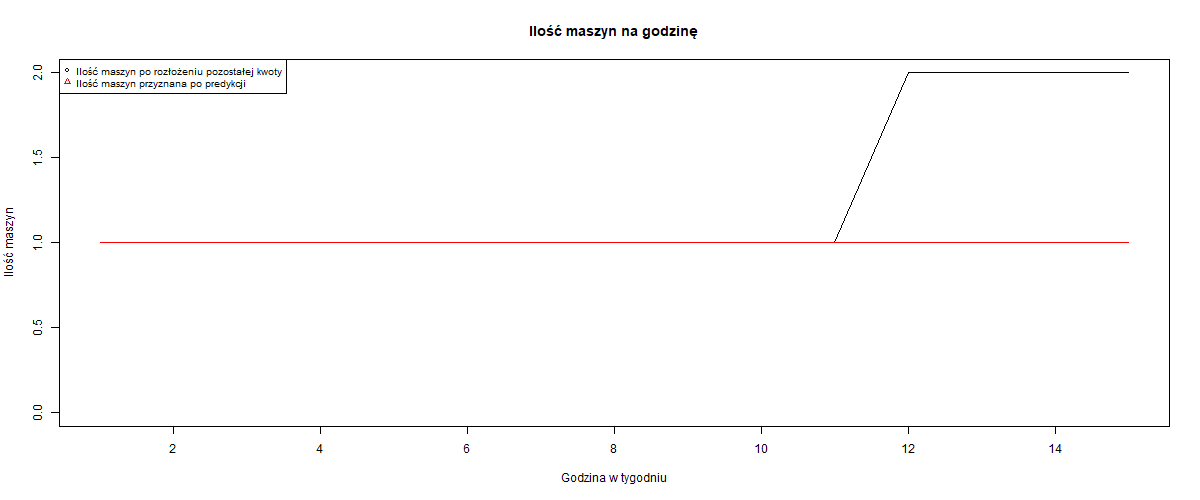 Ilość maszyn na godzinę
Ilość maszyn po rozłożeniu pozostałej kwoty
Ilość maszyn przyznana po predykcji
Ilość maszyn
2.0
1.5
1.0
0.5
0.0
2 4 6 8 10 12 14
Godzina w tygodniu